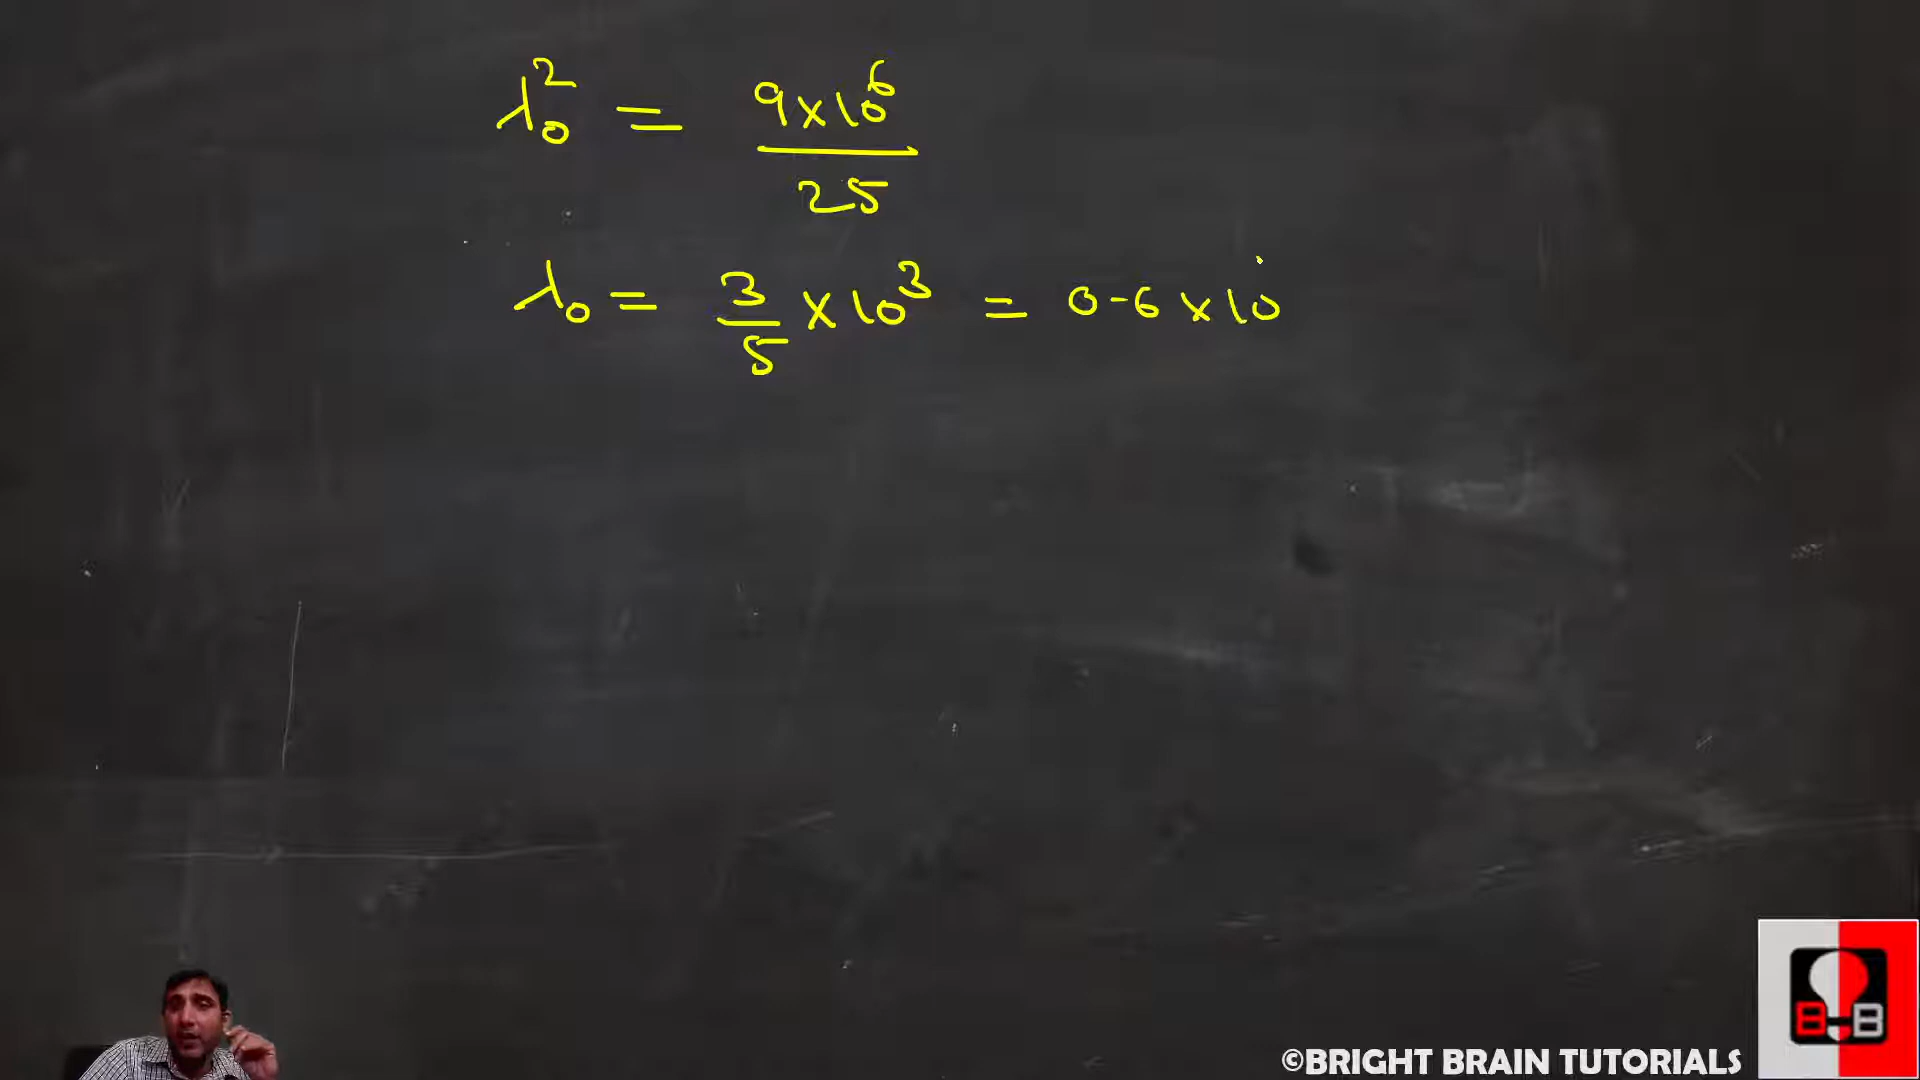 λ₀² = 9×10⁶ / 25
λ₀ = 3/5 × 10³ = 0.6 × 10
B B
©BRIGHT BRAIN TUTORIALS